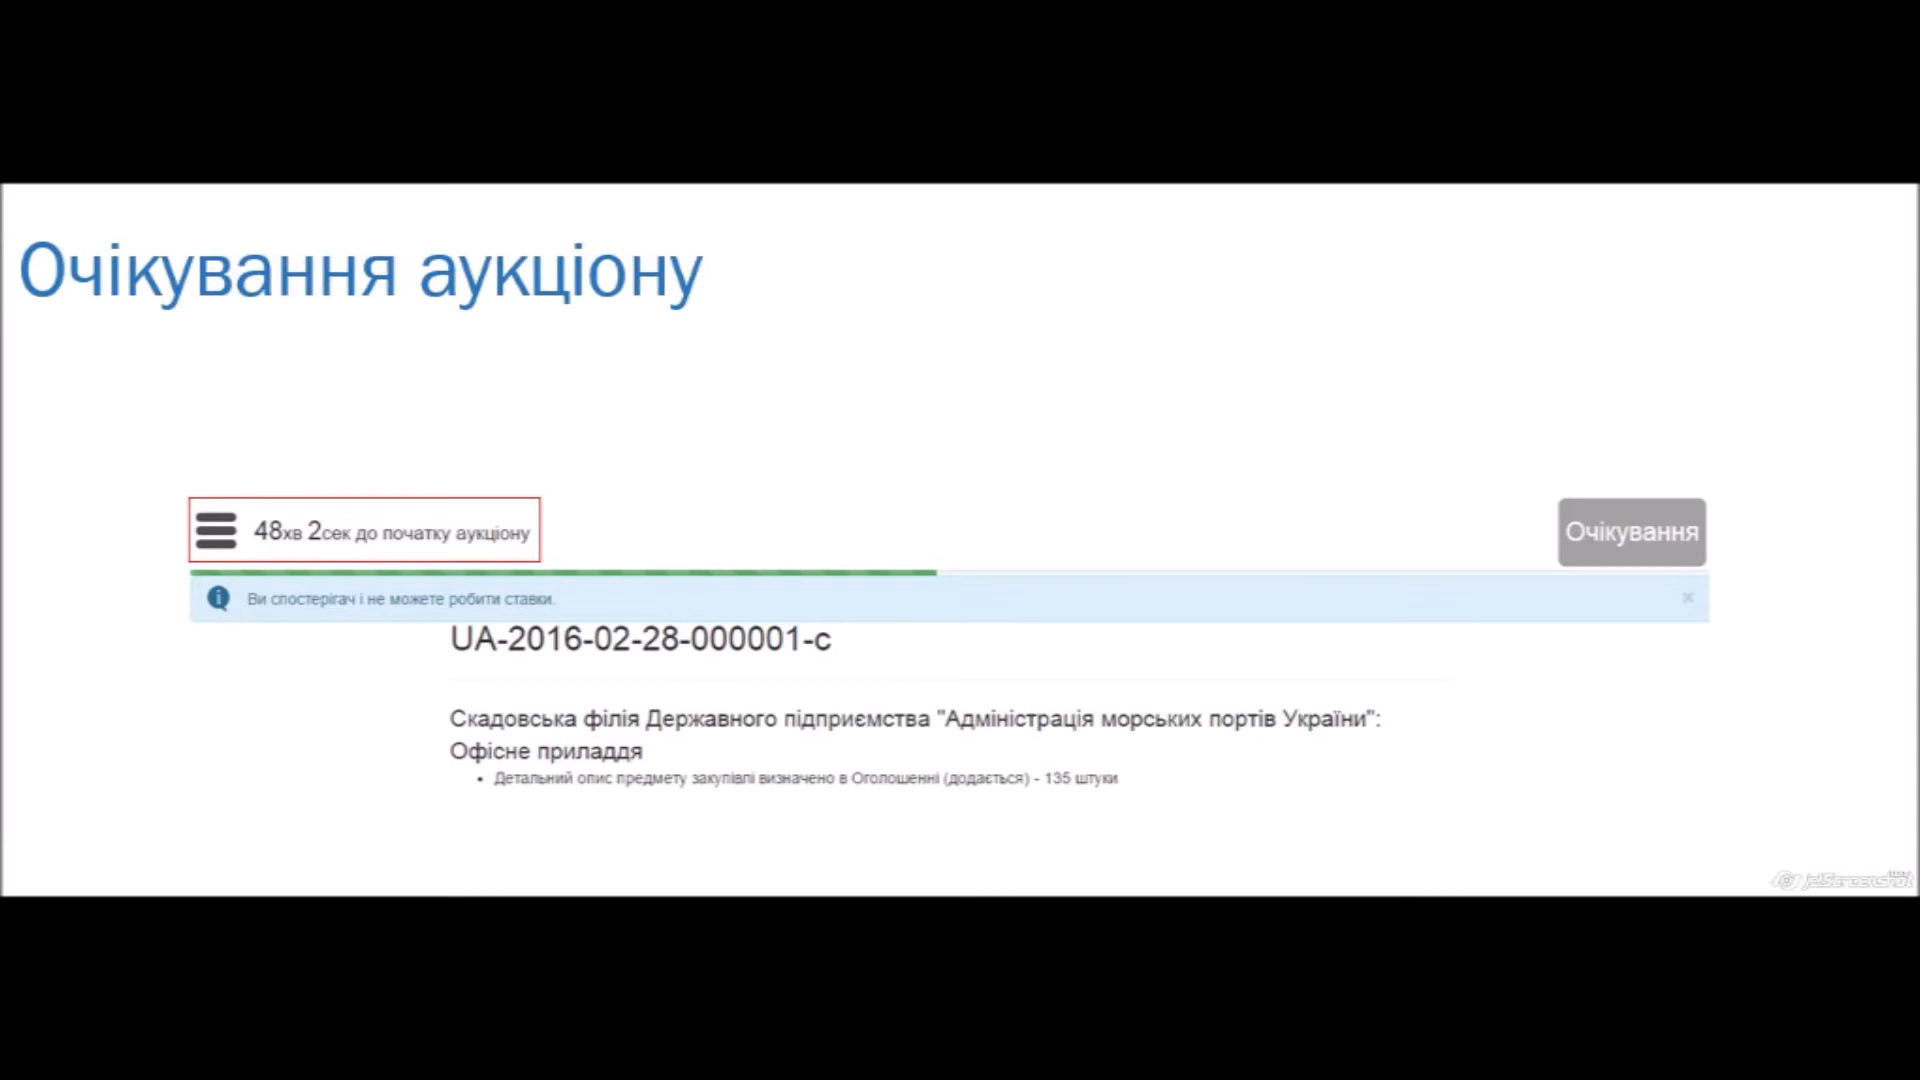 Очікування аукціону
48хв 2сек до початку аукціону
Очікування
Ви спостерігач і не можете робити ставки.
×
UA-2016-02-28-000001-c
Скадовська філія Державного підприємства "Адміністрація морських портів України":
Офісне приладдя
• Детальний опис предмету закупівлі визначено в Оголошенні (додається) - 135 штуки
jetScreenshot